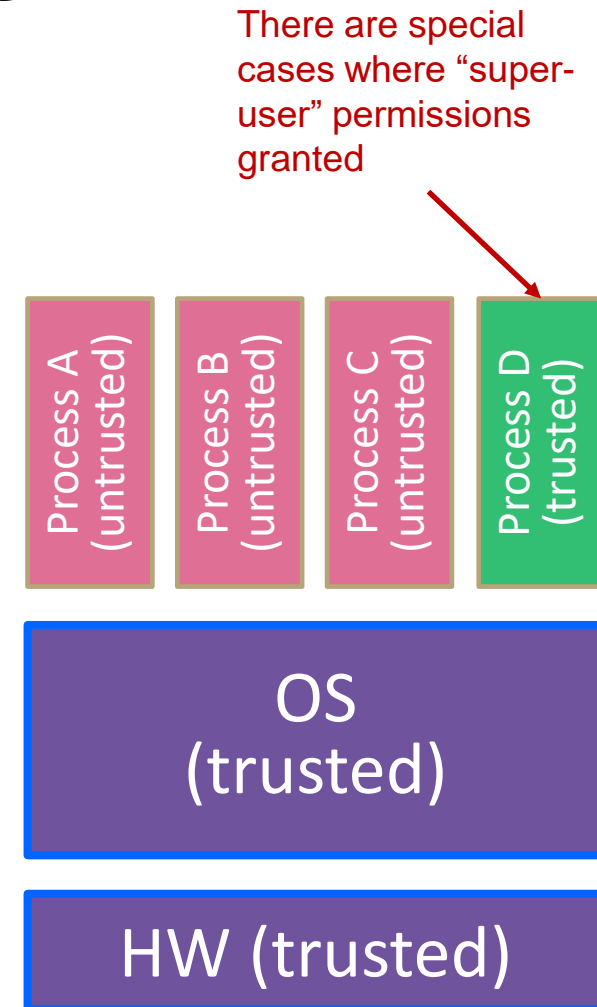 There are special
cases where “super-
user” permissions
granted
Process A
(untrusted)
Process B
(untrusted)
Process C
(untrusted)
Process D
(trusted)
OS
(trusted)
HW (trusted)